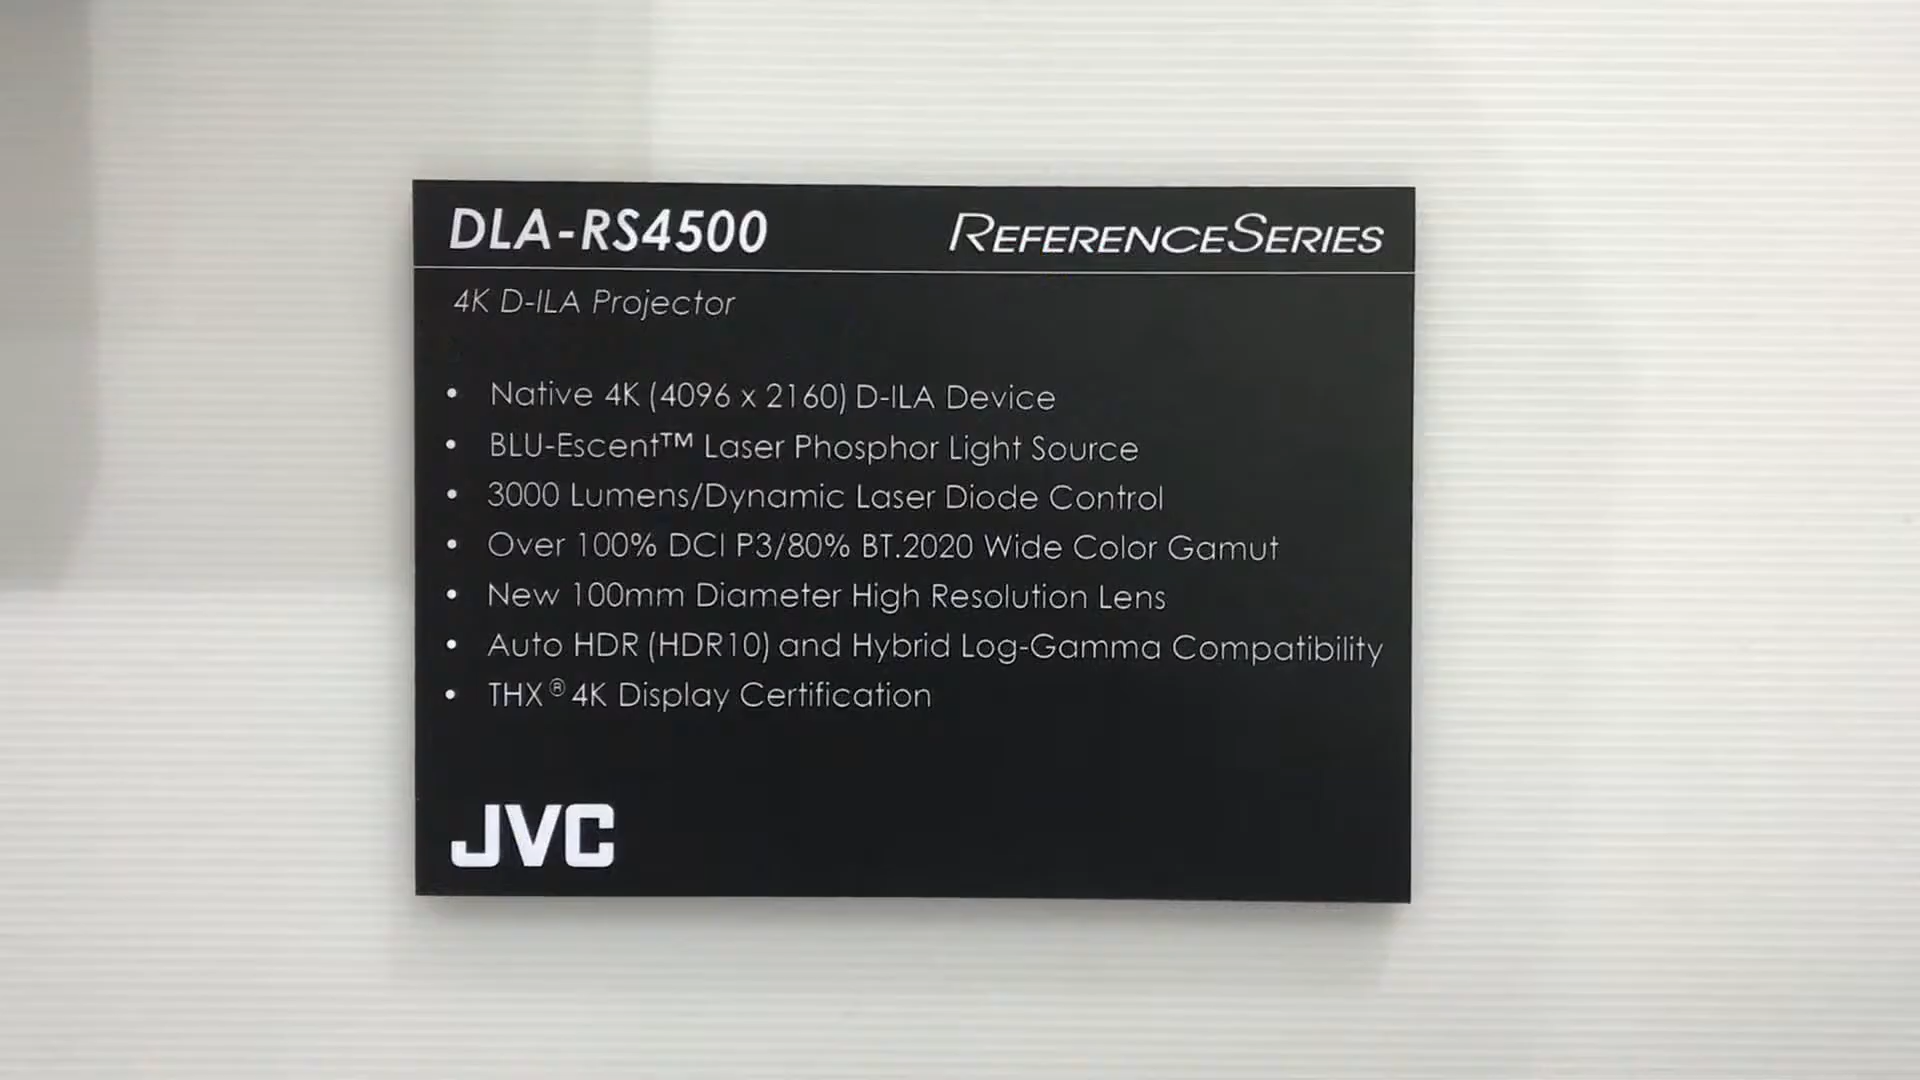 DLA-RS4500 REFERENCESERIES
4K D-ILA Projector
• Native 4K (4096 x 2160) D-ILA Device
• BLU-Escent™ Laser Phosphor Light Source
• 3000 Lumens/Dynamic Laser Diode Control
• Over 100% DCI P3/80% BT.2020 Wide Color Gamut
• New 100mm Diameter High Resolution Lens
• Auto HDR (HDR10) and Hybrid Log-Gamma Compatibility
• THX® 4K Display Certification
JVC